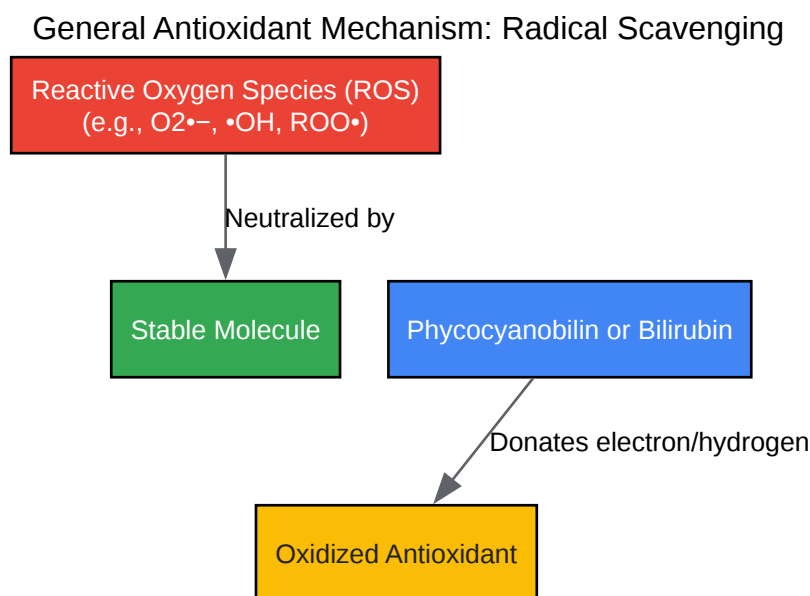 General Antioxidant Mechanism: Radical Scavenging
Reactive Oxygen Species (ROS)
(e.g., O2•−, •OH, ROO•)
Neutralized by
Stable Molecule
Phycocyanobilin or Bilirubin
Donates electron/hydrogen
Oxidized Antioxidant